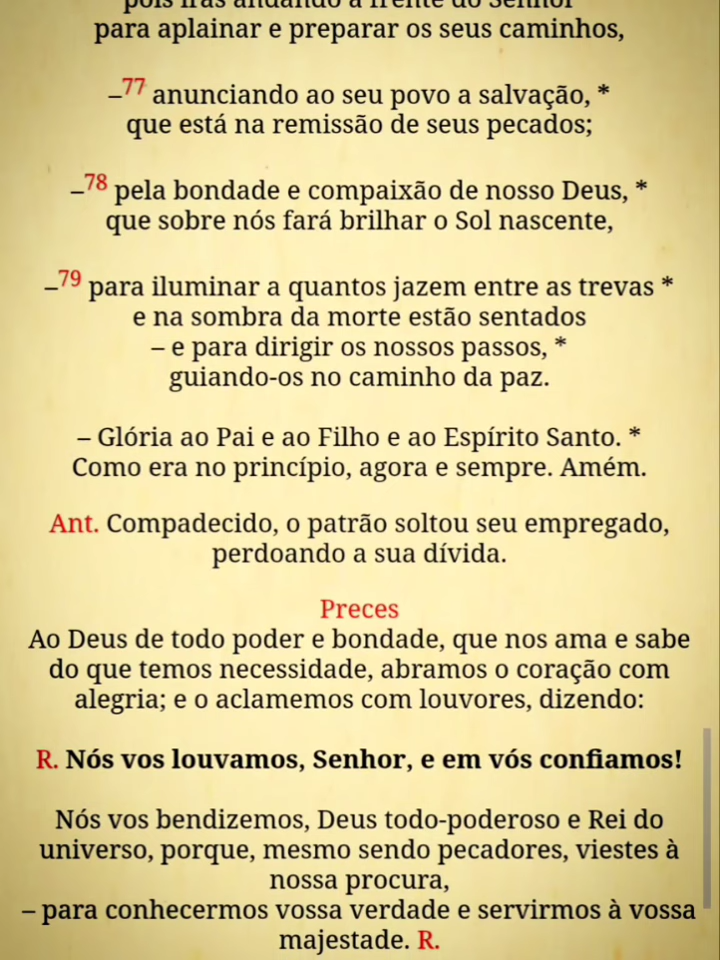 pois irás andando à frente do Senhor
para aplainar e preparar os seus caminhos,
–77 anunciando ao seu povo a salvação, *
que está na remissão de seus pecados;
–78 pela bondade e compaixão de nosso Deus, *
que sobre nós fará brilhar o Sol nascente,
–79 para iluminar a quantos jazem entre as trevas *
e na sombra da morte estão sentados
– e para dirigir os nossos passos, *
guiando-os no caminho da paz.
– Glória ao Pai e ao Filho e ao Espírito Santo. *
Como era no princípio, agora e sempre. Amém.
Ant. Compadecido, o patrão soltou seu empregado,
perdoando a sua dívida.
Preces
Ao Deus de todo poder e bondade, que nos ama e sabe
do que temos necessidade, abramos o coração com
alegria; e o aclamemos com louvores, dizendo:
R. Nós vos louvamos, Senhor, e em vós confiamos!
Nós vos bendizemos, Deus todo-poderoso e Rei do
universo, porque, mesmo sendo pecadores, viestes à
nossa procura,
– para conhecermos vossa verdade e servirmos à vossa
majestade. R.